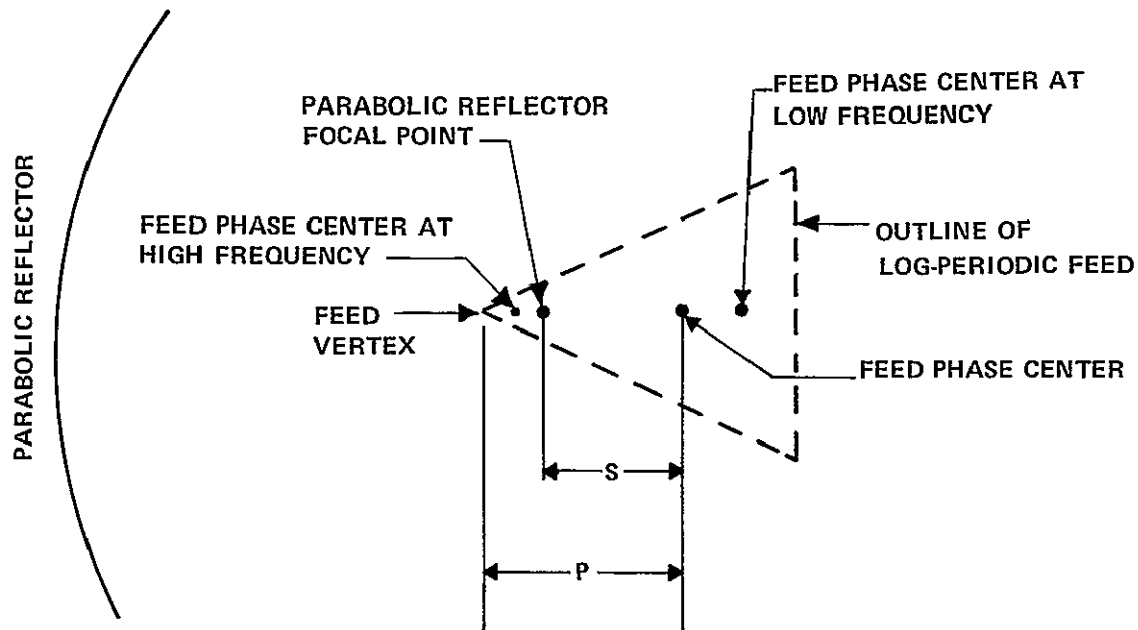 PARABOLIC REFLECTOR
PARABOLIC REFLECTOR
FOCAL POINT
FEED PHASE CENTER AT
LOW FREQUENCY
FEED PHASE CENTER AT
HIGH FREQUENCY
OUTLINE OF
LOG-PERIODIC FEED
FEED
VERTEX
FEED PHASE CENTER
S
P